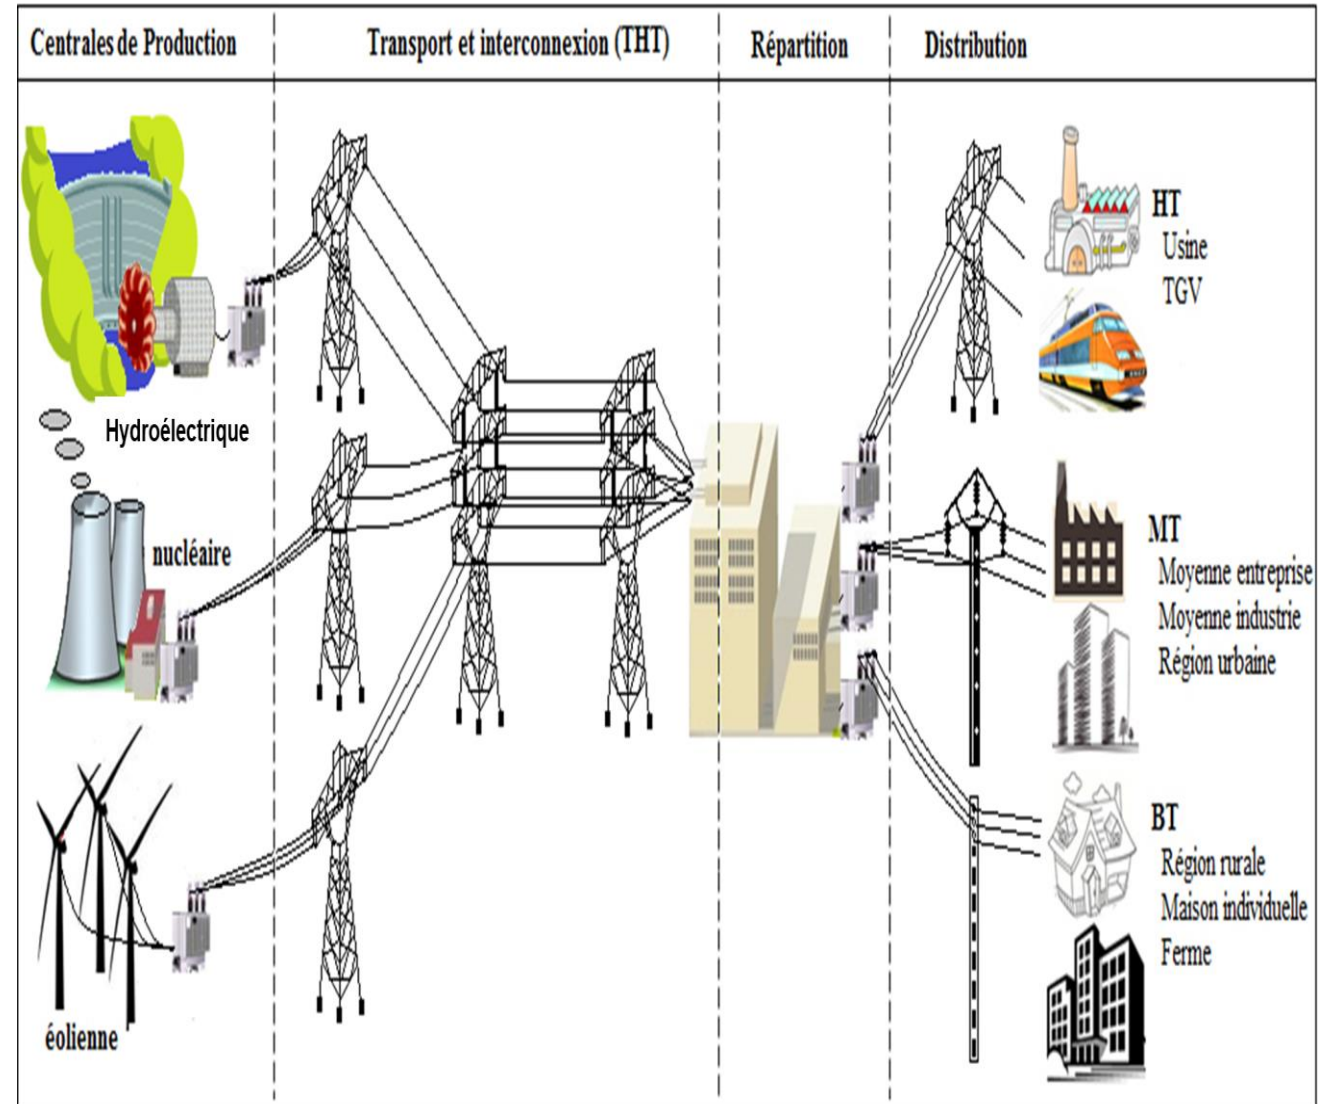 Centrales de Production
Transport et interconnexion (THT)
Répartition
Distribution
Hydroélectrique
nucléaire
éolienne
HT
Usine
TGV
MT
Moyenne entreprise
Moyenne industrie
Région urbaine
BT
Région rurale
Maison individuelle
Ferme